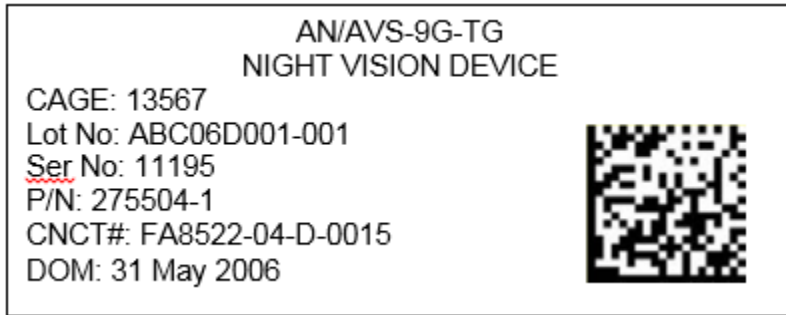 AN/AVS-9G-TG
NIGHT VISION DEVICE
CAGE: 13567
Lot No: ABC06D001-001
Ser No: 11195
P/N: 275504-1
CNCT#: FA8522-04-D-0015
DOM: 31 May 2006